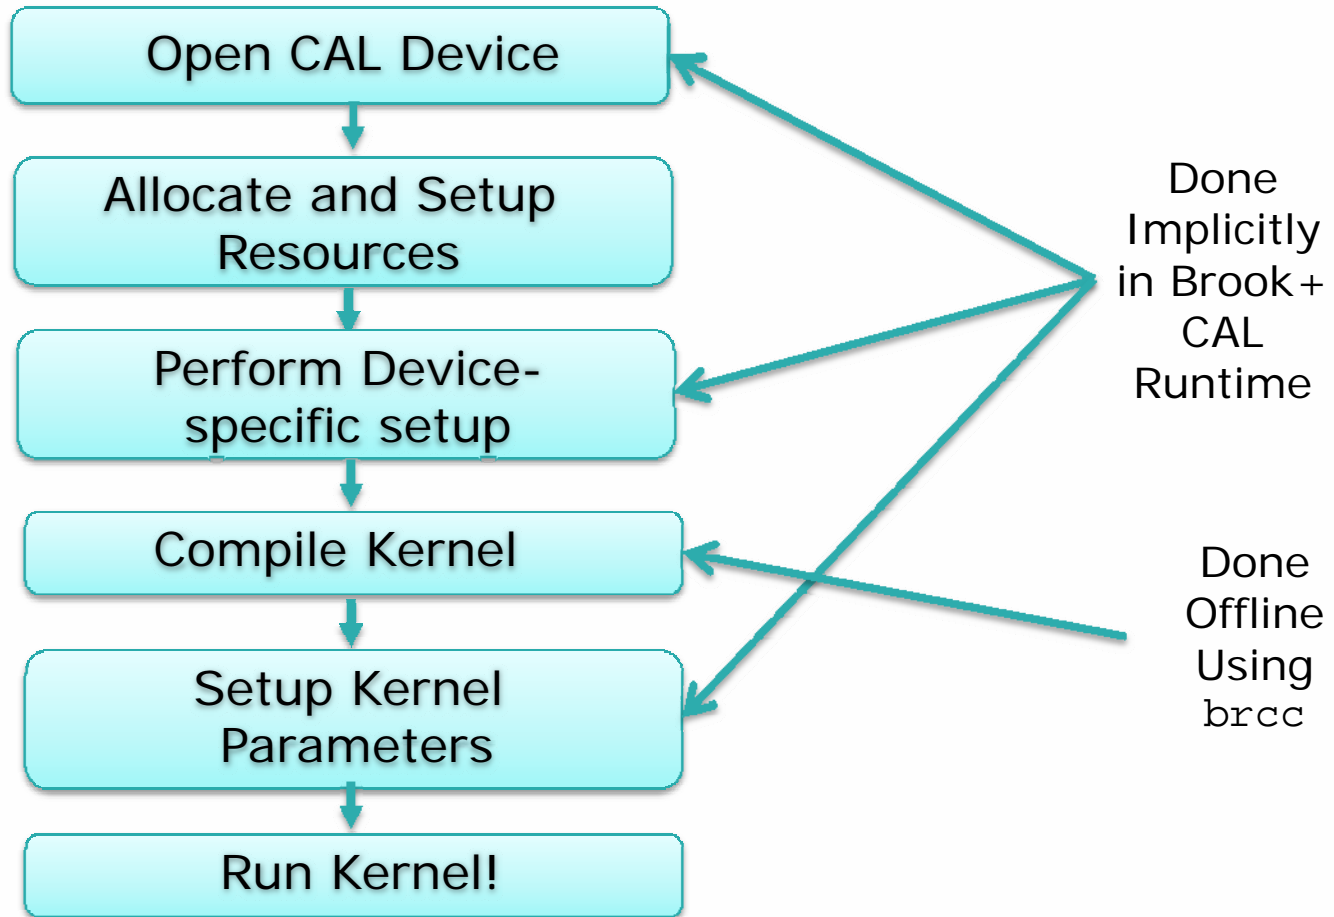 Open CAL Device
Allocate and Setup
Resources
Perform Device-
specific setup
Compile Kernel
Setup Kernel
Parameters
Run Kernel!
Done
Implicitly
in Brook+
CAL
Runtime
Done
Offline
Using
brcc